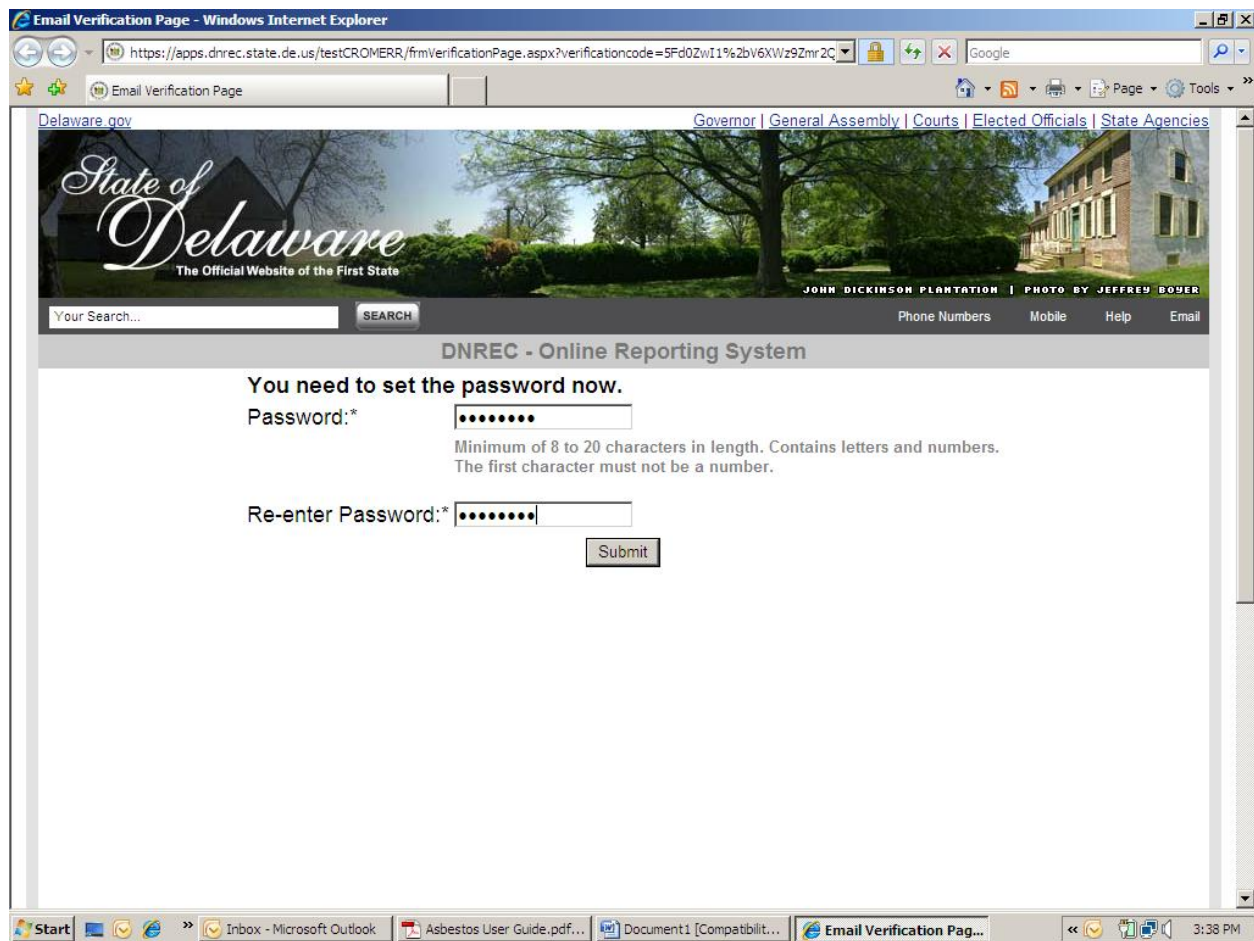 Email Verification Page - Windows Internet Explorer
https://apps.dnrec.state.de.us/testCROMERR/frmVerificationPage.aspx?verificationcode=5Fd0ZwI1%2bV6XWz9Zmr2Q
Google
Email Verification Page
Page
Tools
»
Delaware.gov
Governor | General Assembly | Courts | Elected Officials | State Agencies
State of
Delaware
The Official Website of the First State
JOHN DICKINSON PLANTATION | PHOTO BY JEFFREY BOYER
Your Search...
SEARCH
Phone Numbers Mobile Help Email
DNREC - Online Reporting System
You need to set the password now.
Password:* ••••••••
Minimum of 8 to 20 characters in length. Contains letters and numbers.
The first character must not be a number.
Re-enter Password:* ••••••••
Submit
Start » Inbox - Microsoft Outlook Asbestos User Guide.pdf... Document1 [Compatibilit... Email Verification Pag... « 3:38 PM